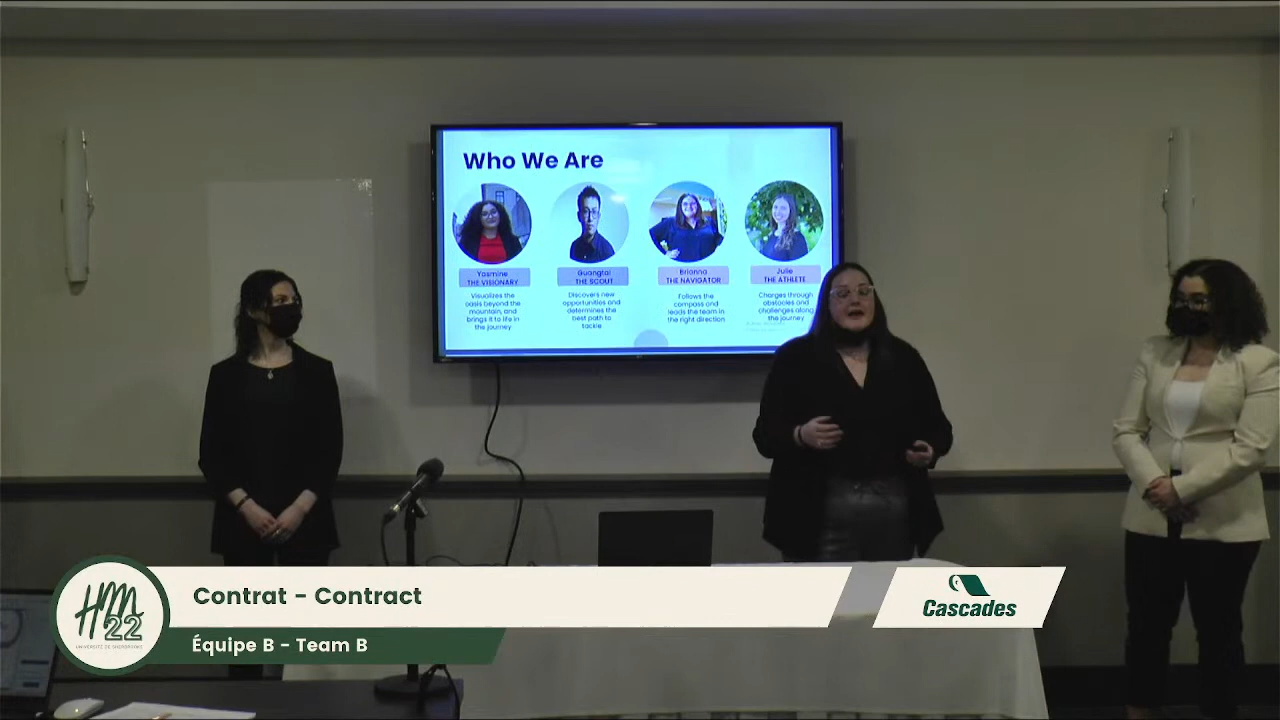 Who We Are
Yasmine
THE VISIONARY
Visualizes the
oasis beyond the
mountain, and
brings it to life in
the journey
Guangtai
THE SCOUT
Discovers new
opportunities and
determines the
best path to
tackle
Brianna
THE NAVIGATOR
Follows the
compass and
leads the team in
the right direction
Julie
THE ATHLETE
Charges through
obstacles and
challenges along
the journey
Contrat - Contract
Équipe B - Team B
HM
22
UNIVERSITÉ DE SHERBROOKE
Cascades